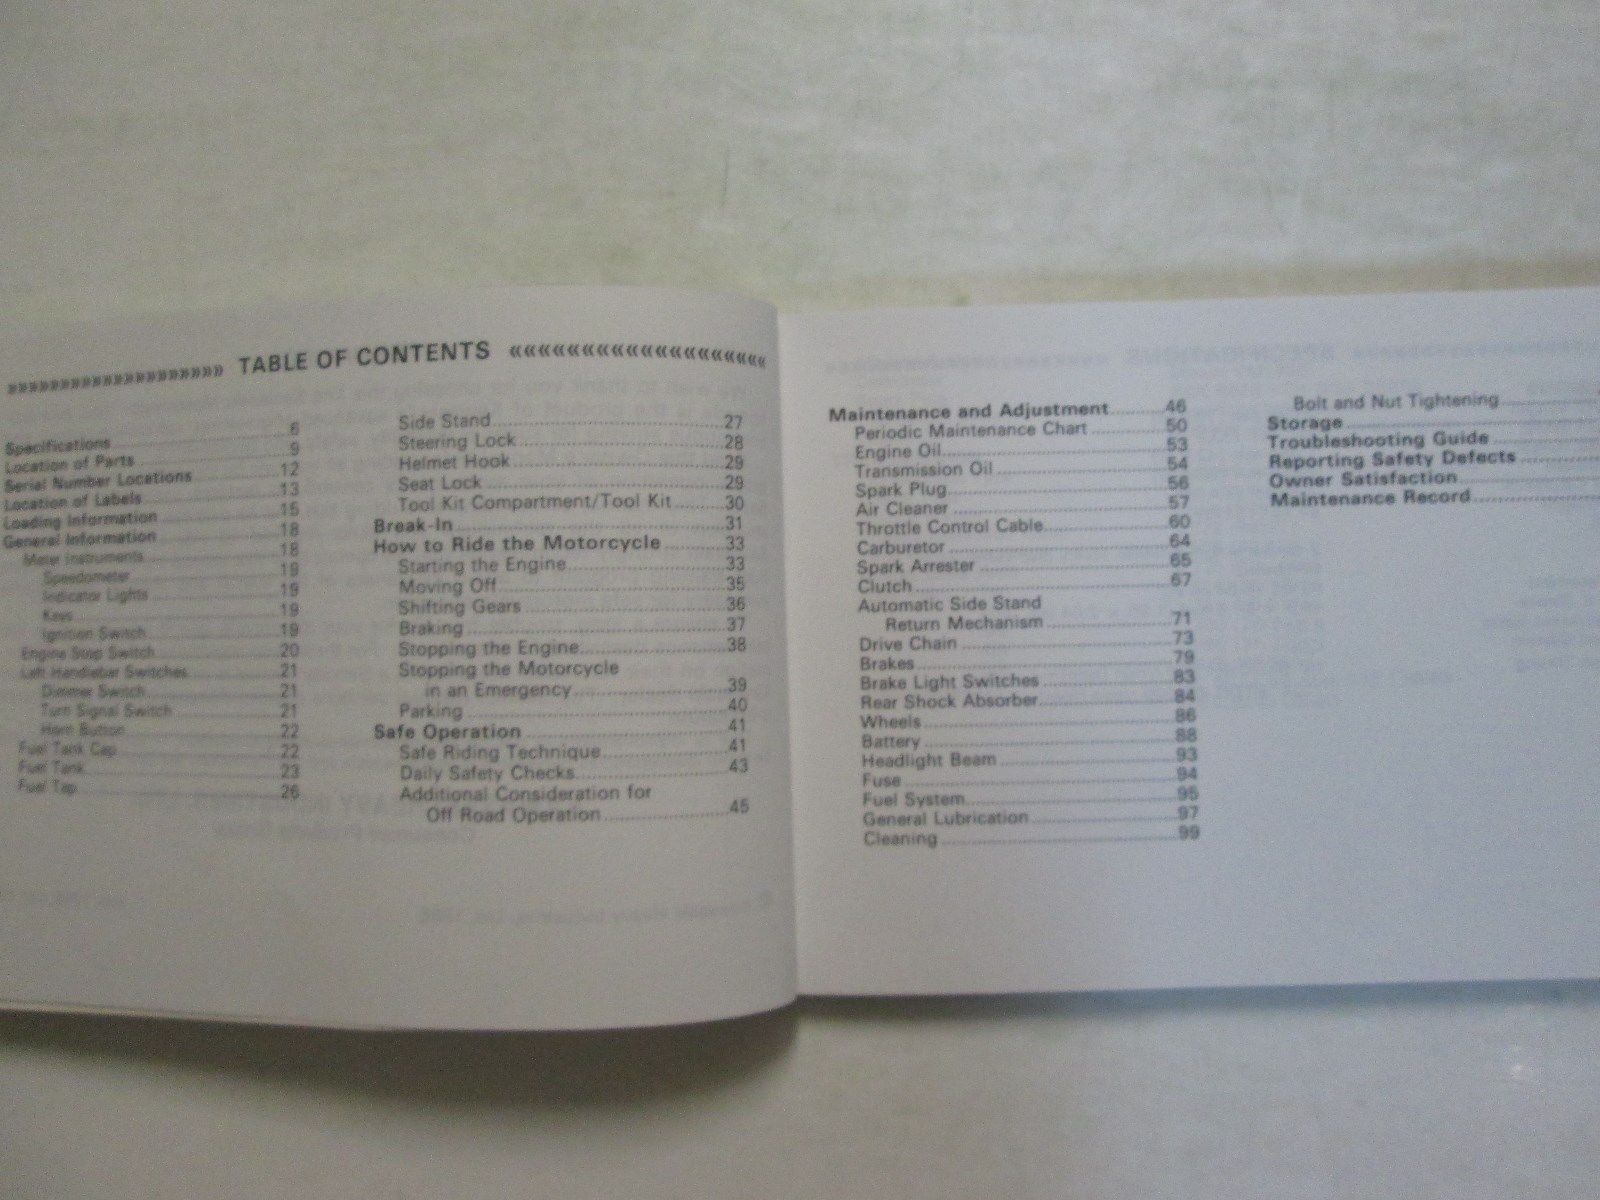 »»»»»»»»»»»»»»»»»»»» TABLE OF CONTENTS «««««««««««««««««««
Specifications 6
Location of Parts 9
Serial Number Locations 12
Location of Labels 13
Loading Information 15
General Information 18
Meter Instruments 18
Speedometer 19
Indicator Lights 19
Keys 19
Ignition Switch 19
Engine Stop Switch 20
Left Handlebar Switches 21
Dimmer Switch 21
Turn Signal Switch 21
Horn Button 22
Fuel Tank Cap 22
Fuel Tank 23
Fuel Tap 26
Side Stand 27
Steering Lock 28
Helmet Hook 29
Seat Lock 29
Tool Kit Compartment/Tool Kit 30
Break-In 31
How to Ride the Motorcycle 33
Starting the Engine 33
Moving Off 35
Shifting Gears 36
Braking 37
Stopping the Engine 38
Stopping the Motorcycle
in an Emergency 39
Parking 40
Safe Operation 41
Safe Riding Technique 41
Daily Safety Checks 43
Additional Consideration for
Off Road Operation 45
Maintenance and Adjustment 46
Periodic Maintenance Chart 50
Engine Oil 53
Transmission Oil 54
Spark Plug 56
Air Cleaner 57
Throttle Control Cable 60
Carburetor 64
Spark Arrester 65
Clutch 67
Automatic Side Stand
Return Mechanism 71
Drive Chain 73
Brakes 79
Brake Light Switches 83
Rear Shock Absorber 84
Wheels 86
Battery 88
Headlight Beam 93
Fuse 94
Fuel System 95
General Lubrication 97
Cleaning 99
Bolt and Nut Tightening
Storage
Troubleshooting Guide
Reporting Safety Defects
Owner Satisfaction
Maintenance Record